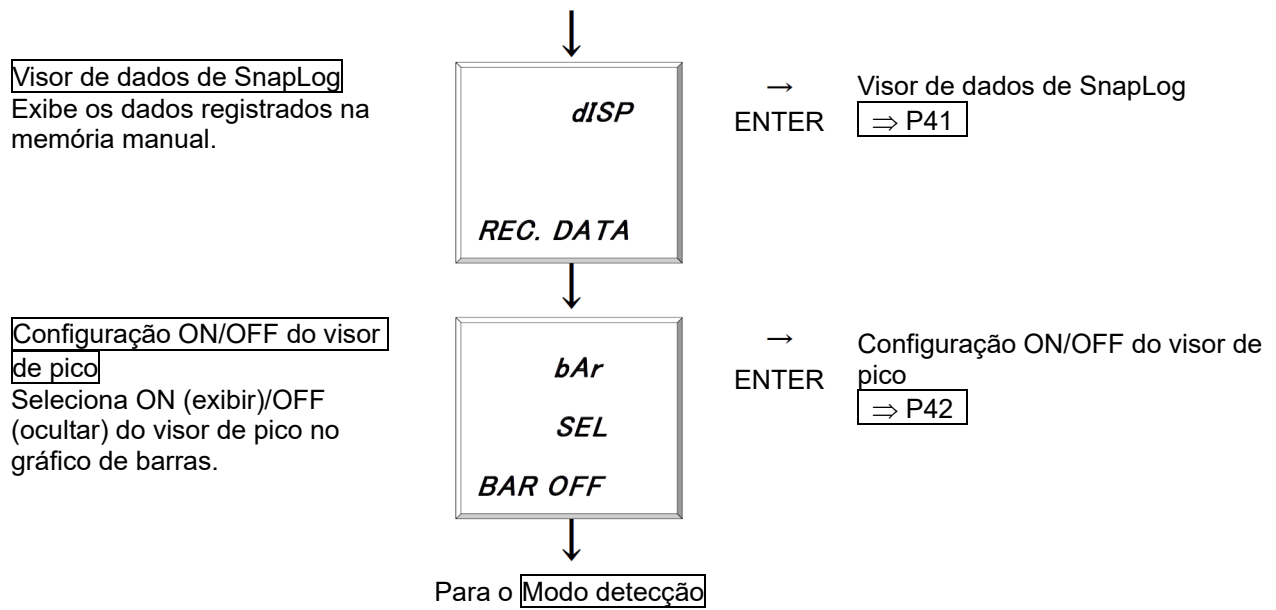 Visor de dados de SnapLog
Exibe os dados registrados na
memória manual.
dISP
REC. DATA
→
ENTER
Visor de dados de SnapLog
⇒ P41
Configuração ON/OFF do visor
de pico
Seleciona ON (exibir)/OFF
(ocultar) do visor de pico no
gráfico de barras.
bAr
SEL
BAR OFF
→
ENTER
Configuração ON/OFF do visor de
pico
⇒ P42
Para o Modo detecção